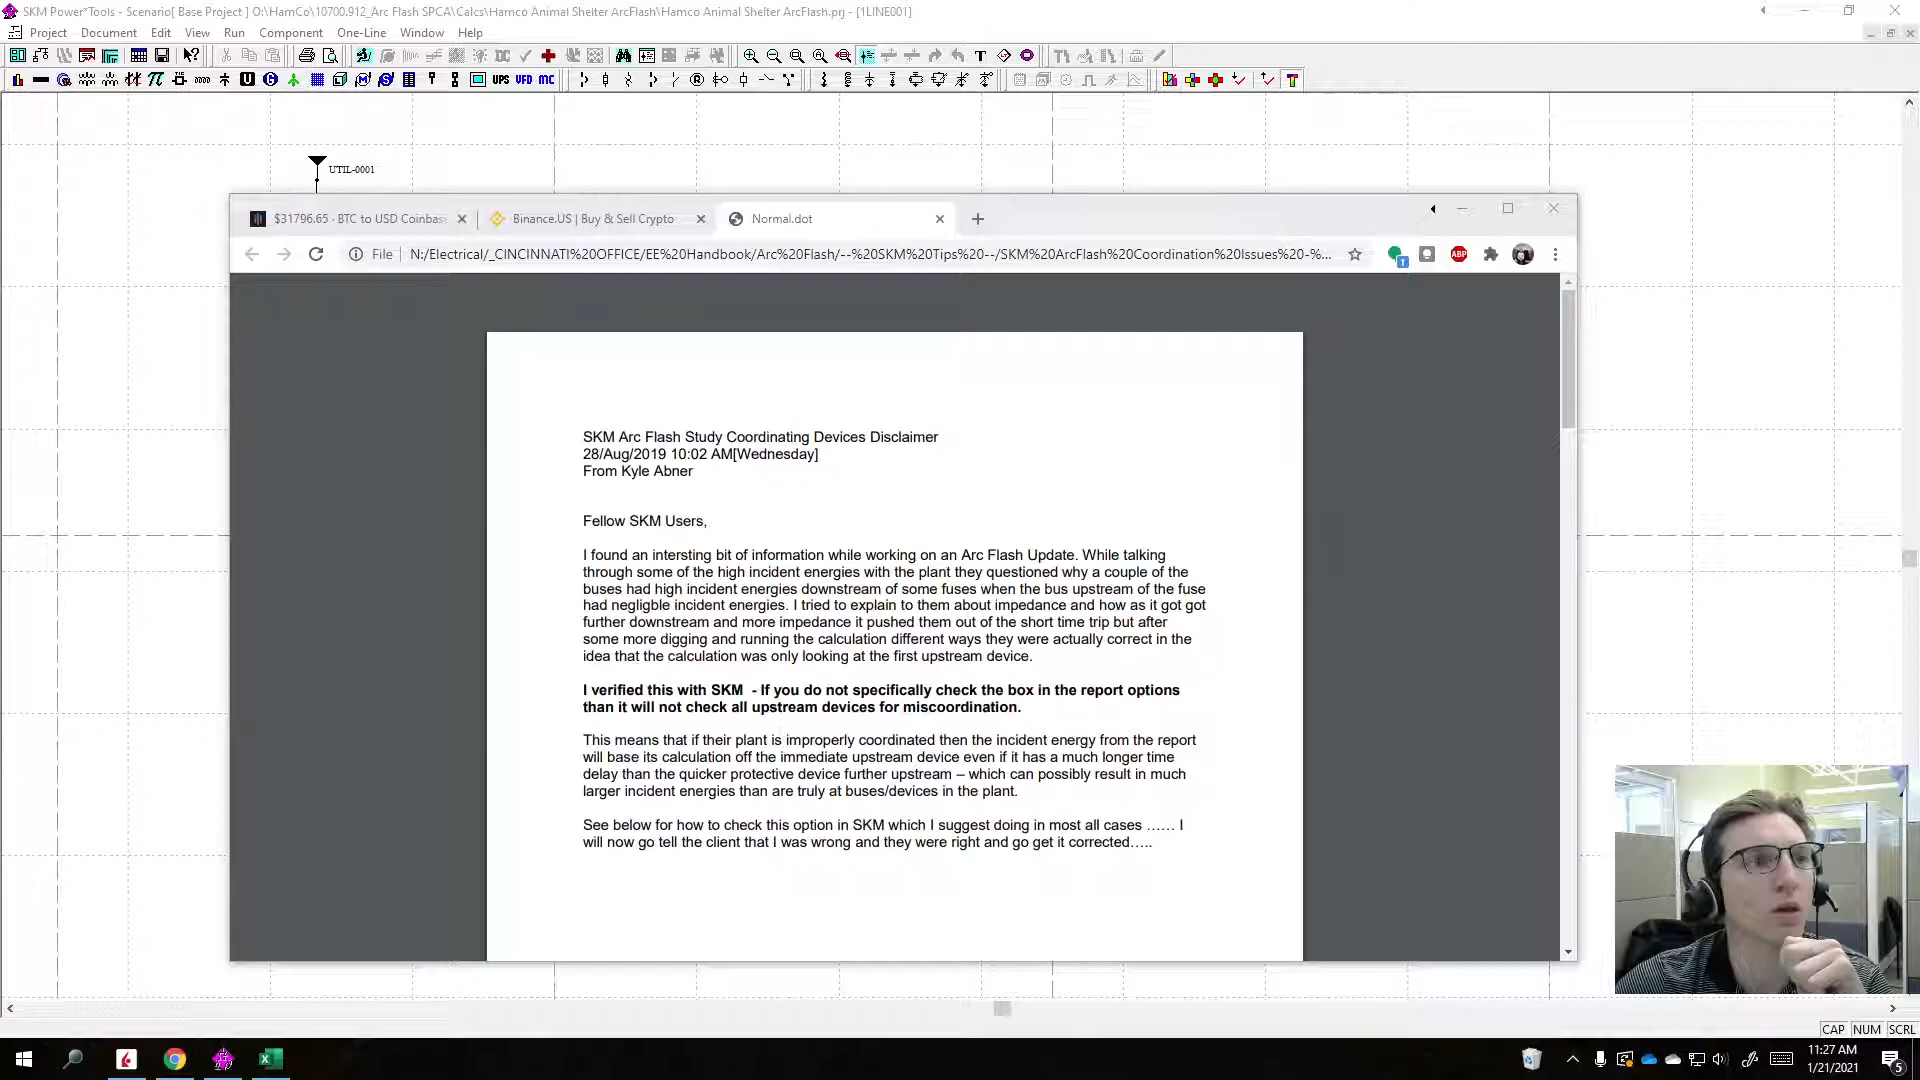 SKM Power*Tools - Scenario[ Base Project ] O:\HamCo\10700.912_Arc Flash SPCA\Calcs\Hamco Animal Shelter ArcFlash\Hamco Animal Shelter ArcFlash.prj - [1LINE001]
Project Document Edit View Run Component One-Line Window Help
DC T
UPS VFD MC
UTIL-0001
$31796.65 · BTC to USD Coinbas
Binance.US | Buy & Sell Crypto
Normal.dot
File N:/Electrical/_CINCINNATI%20OFFICE/EE%20Handbook/Arc%20Flash/--%20SKM%20Tips%20--/SKM%20ArcFlash%20Coordination%20Issues%20-%...
1
ABP
SKM Arc Flash Study Coordinating Devices Disclaimer
28/Aug/2019 10:02 AM[Wednesday]
From Kyle Abner
Fellow SKM Users,
I found an intersting bit of information while working on an Arc Flash Update. While talking
through some of the high incident energies with the plant they questioned why a couple of the
buses had high incident energies downstream of some fuses when the bus upstream of the fuse
had negligble incident energies. I tried to explain to them about impedance and how as it got got
further downstream and more impedance it pushed them out of the short time trip but after
some more digging and running the calculation different ways they were actually correct in the
idea that the calculation was only looking at the first upstream device.
I verified this with SKM  - If you do not specifically check the box in the report options
than it will not check all upstream devices for miscoordination.
This means that if their plant is improperly coordinated then the incident energy from the report
will base its calculation off the immediate upstream device even if it has a much longer time
delay than the quicker protective device further upstream – which can possibly result in much
larger incident energies than are truly at buses/devices in the plant.
See below for how to check this option in SKM which I suggest doing in most all cases …… I
will now go tell the client that I was wrong and they were right and go get it corrected…..
CAP NUM SCRL
11:27 AM
1/21/2021
5